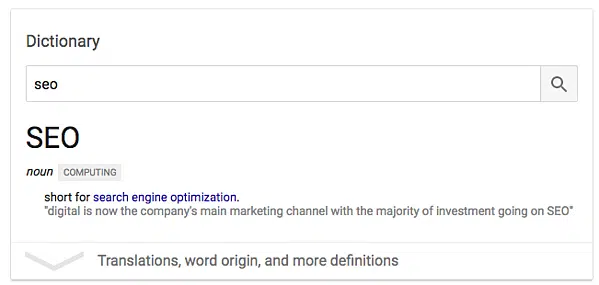 Dictionary
seo
SEO
noun COMPUTING
short for search engine optimization.
"digital is now the company's main marketing channel with the majority of investment going on SEO"
Translations, word origin, and more definitions